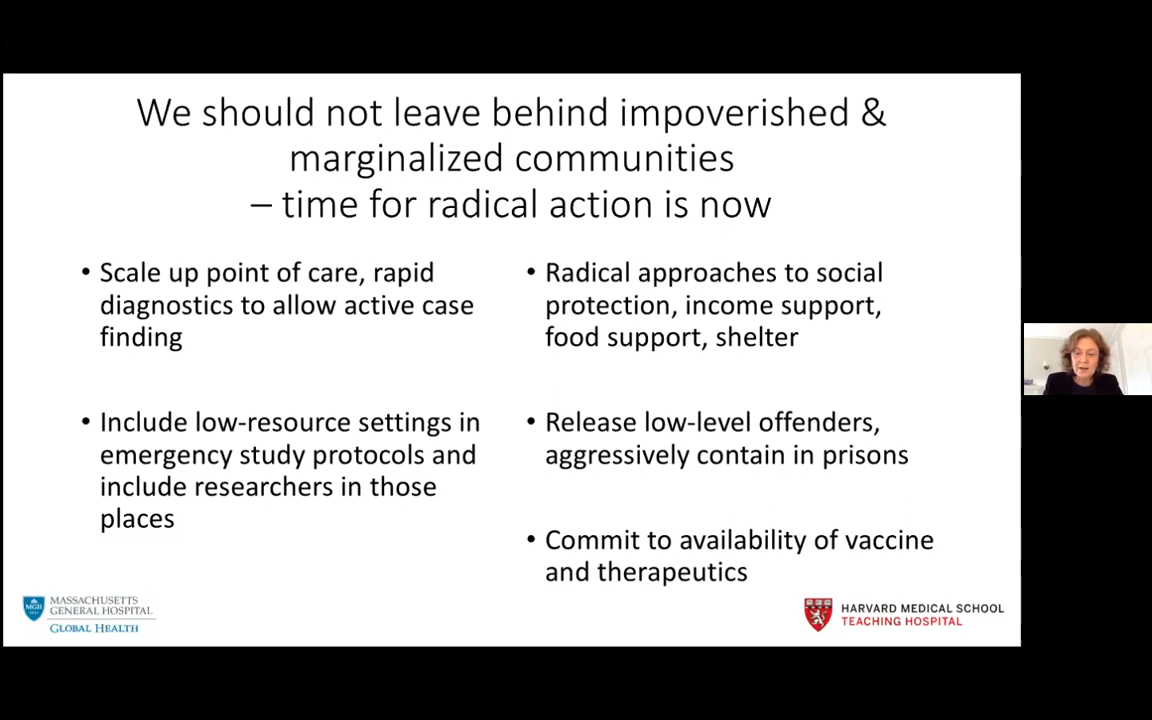 We should not leave behind impoverished &
marginalized communities
– time for radical action is now
• Scale up point of care, rapid
diagnostics to allow active case
finding
• Include low-resource settings in
emergency study protocols and
include researchers in those
places
• Radical approaches to social
protection, income support,
food support, shelter
• Release low-level offenders,
aggressively contain in prisons
• Commit to availability of vaccine
and therapeutics
MGH
MASSACHUSETTS
GENERAL HOSPITAL
GLOBAL HEALTH
HARVARD MEDICAL SCHOOL
TEACHING HOSPITAL